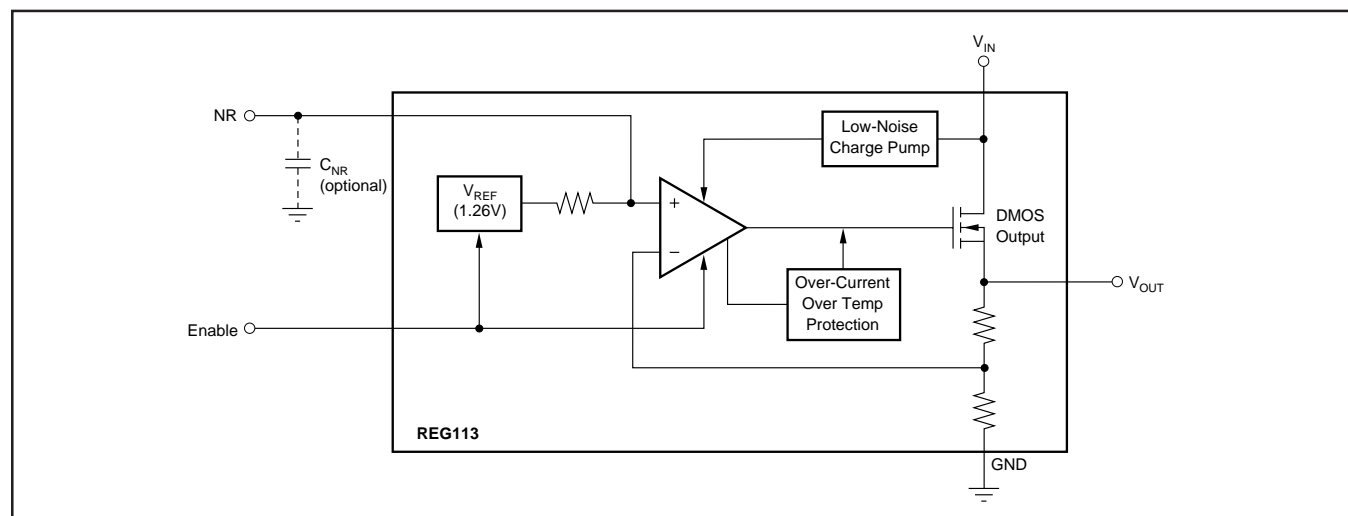 V_IN
NR
Low-Noise
Charge Pump
C_NR
(optional)
V_REF
(1.26V)
+
−
DMOS
Output
Over-Current
Over Temp
Protection
V_OUT
Enable
REG113
GND